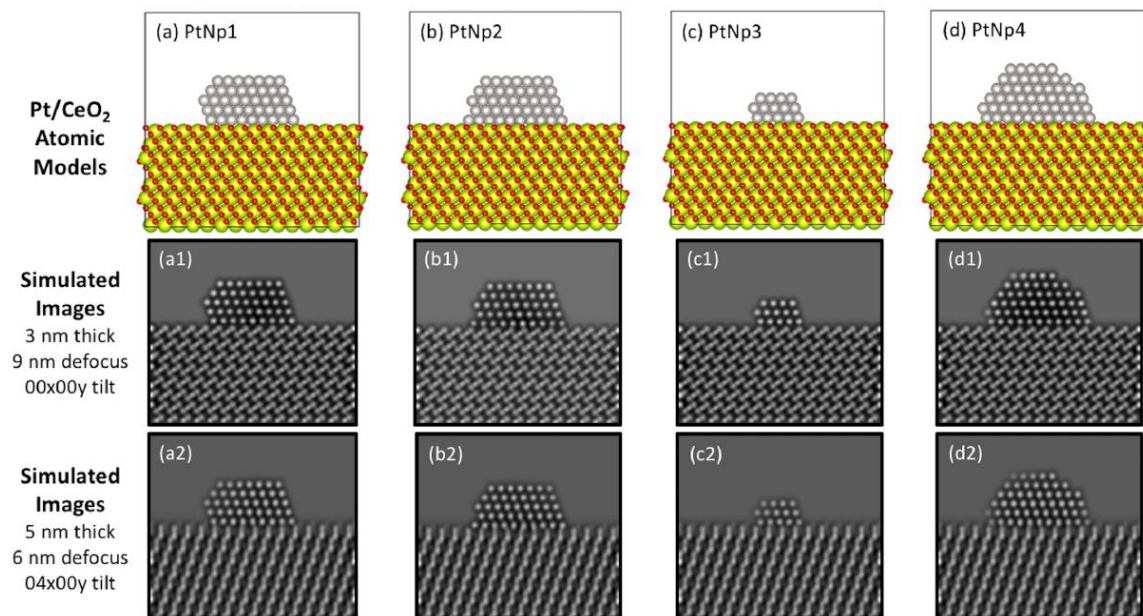 (a) PtNp1
(b) PtNp2
(c) PtNp3
(d) PtNp4
Pt/CeO₂
Atomic
Models
(a1)
(b1)
(c1)
(d1)
Simulated
Images
3 nm thick
9 nm defocus
00x00y tilt
(a2)
(b2)
(c2)
(d2)
Simulated
Images
5 nm thick
6 nm defocus
04x00y tilt